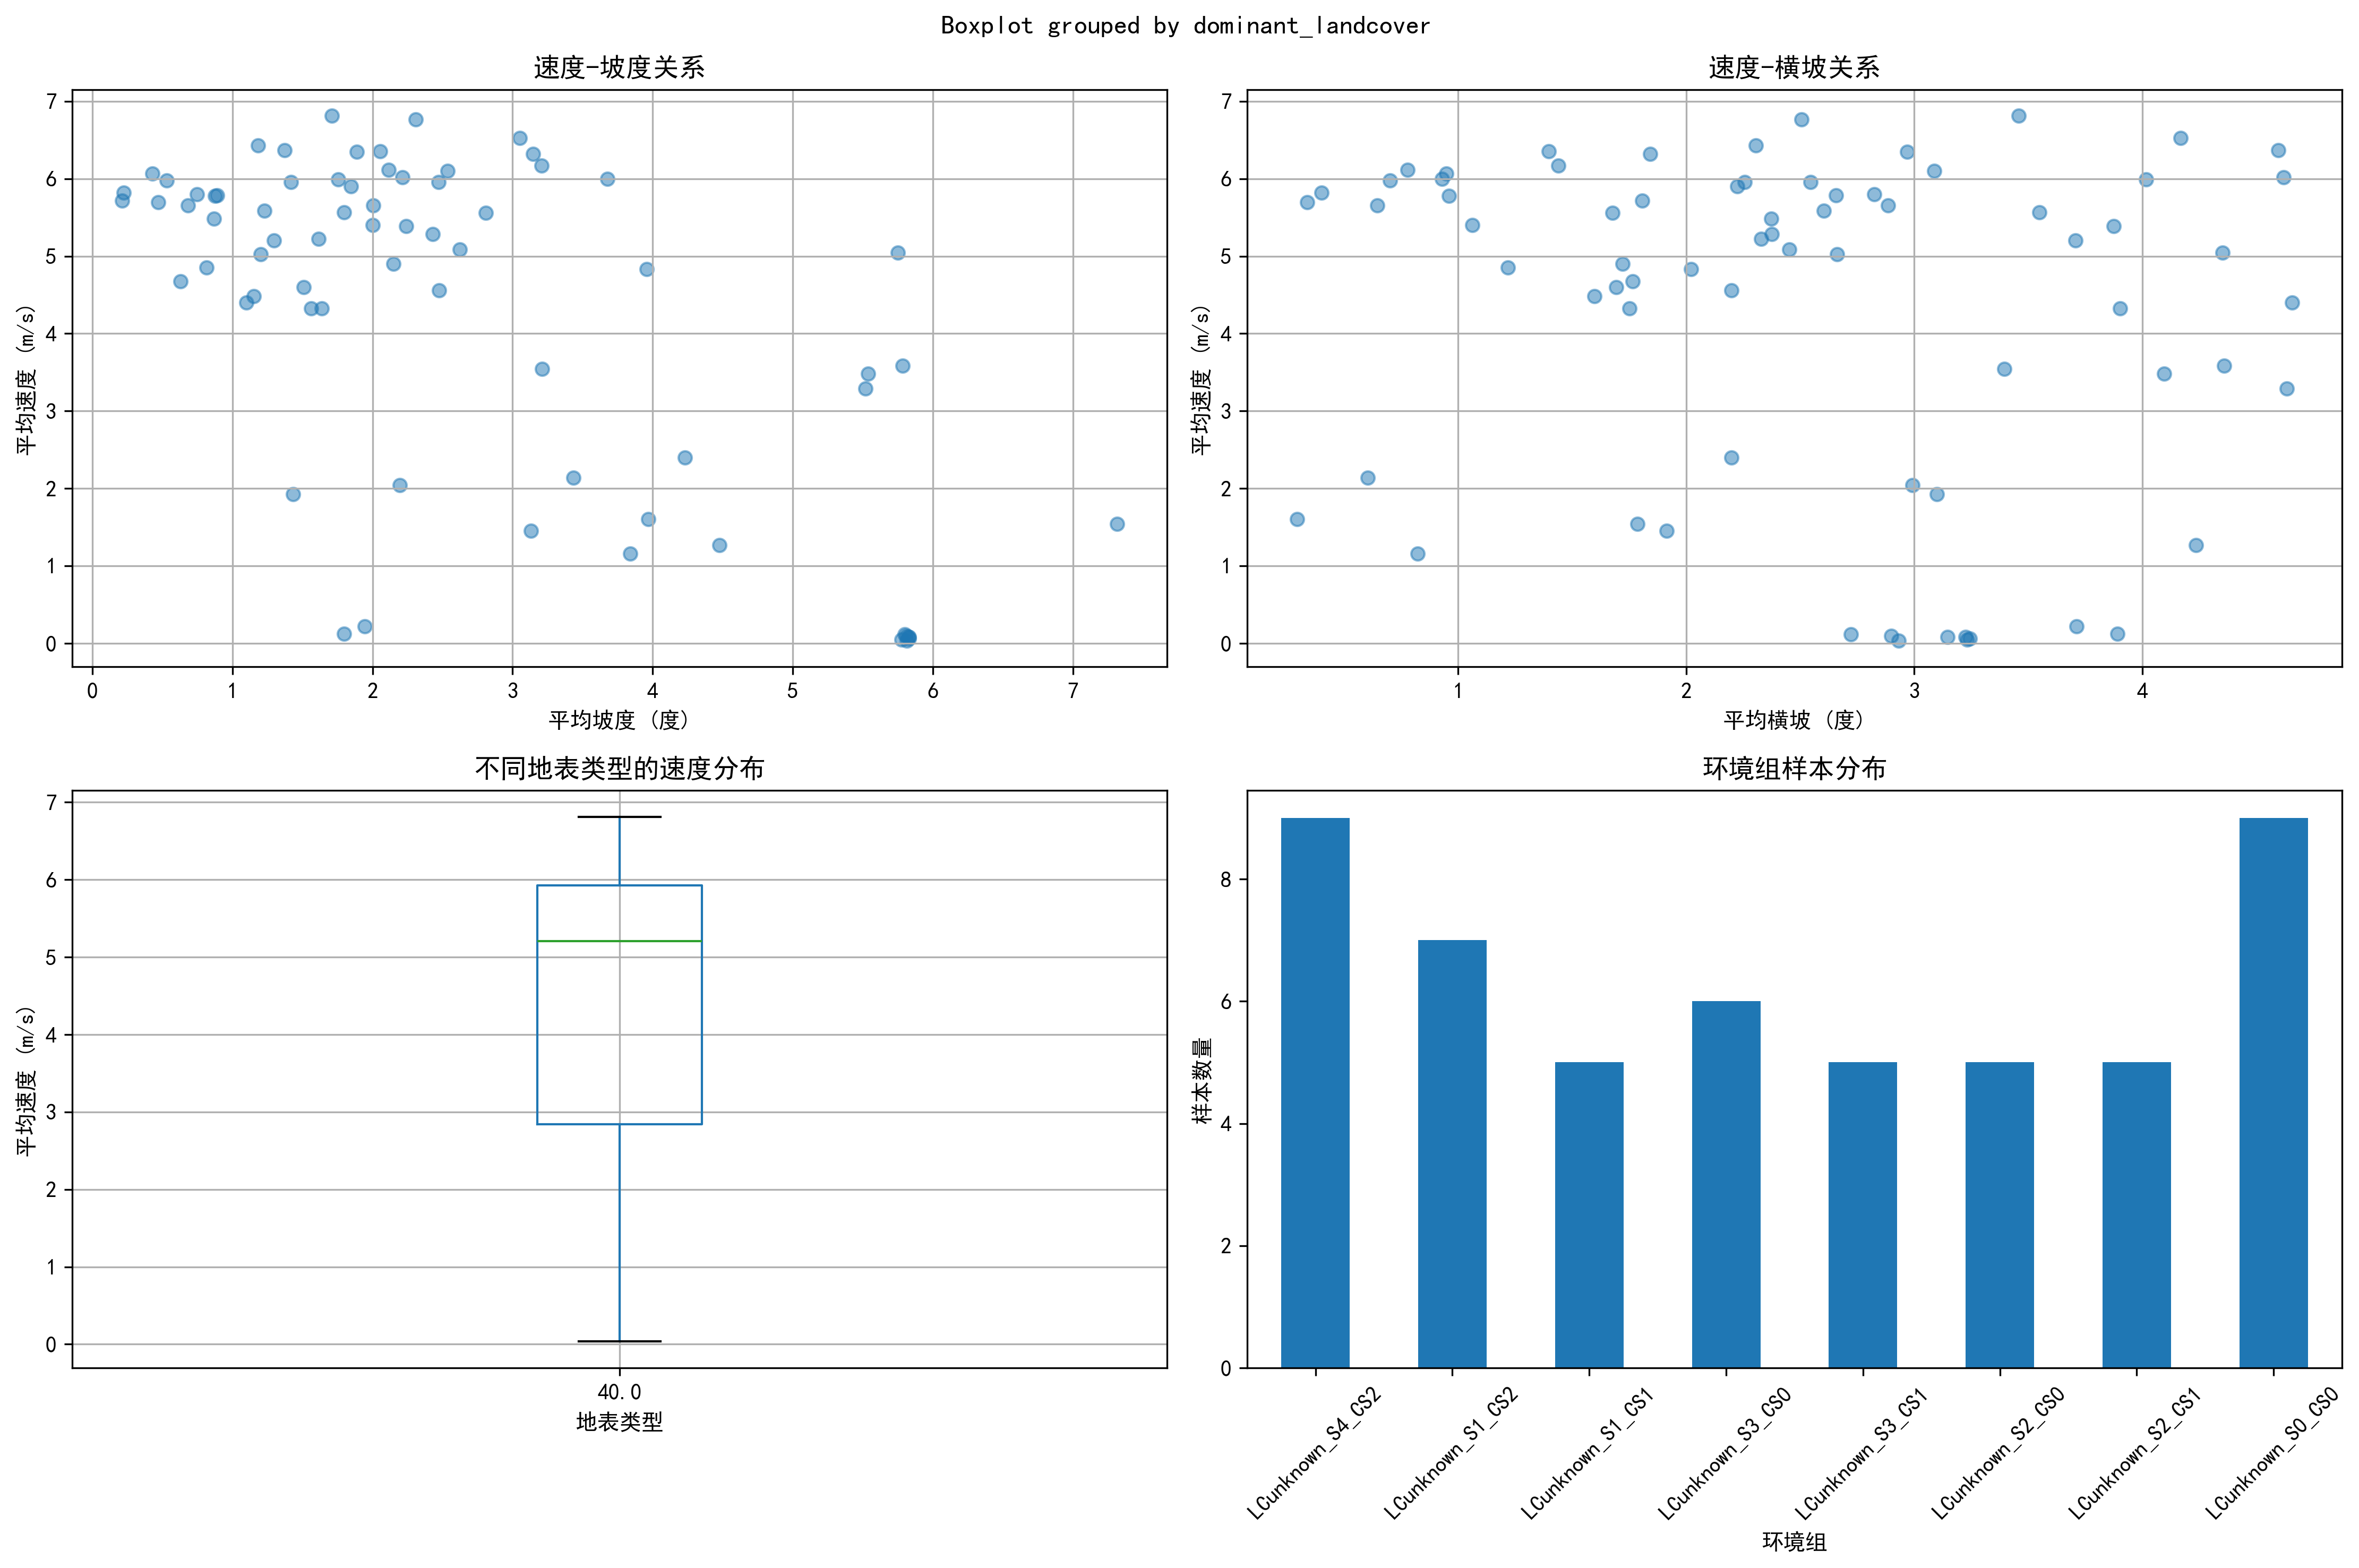 Boxplot grouped by dominant_landcover
速度-坡度关系
7
6
5
4
3
2
1
0
平均速度 (m/s)
0 1 2 3 4 5 6 7
平均坡度 (度)
速度-横坡关系
7
6
5
4
3
2
1
0
平均速度 (m/s)
1 2 3 4
平均横坡 (度)
不同地表类型的速度分布
7
6
5
4
3
2
1
0
平均速度 (m/s)
40.0
地表类型
环境组样本分布
8
6
4
2
0
样本数量
LCunknown_S4_CS2
LCunknown_S1_CS2
LCunknown_S1_CS1
LCunknown_S3_CS0
LCunknown_S3_CS1
LCunknown_S2_CS0
LCunknown_S2_CS1
LCunknown_S0_CS0
环境组